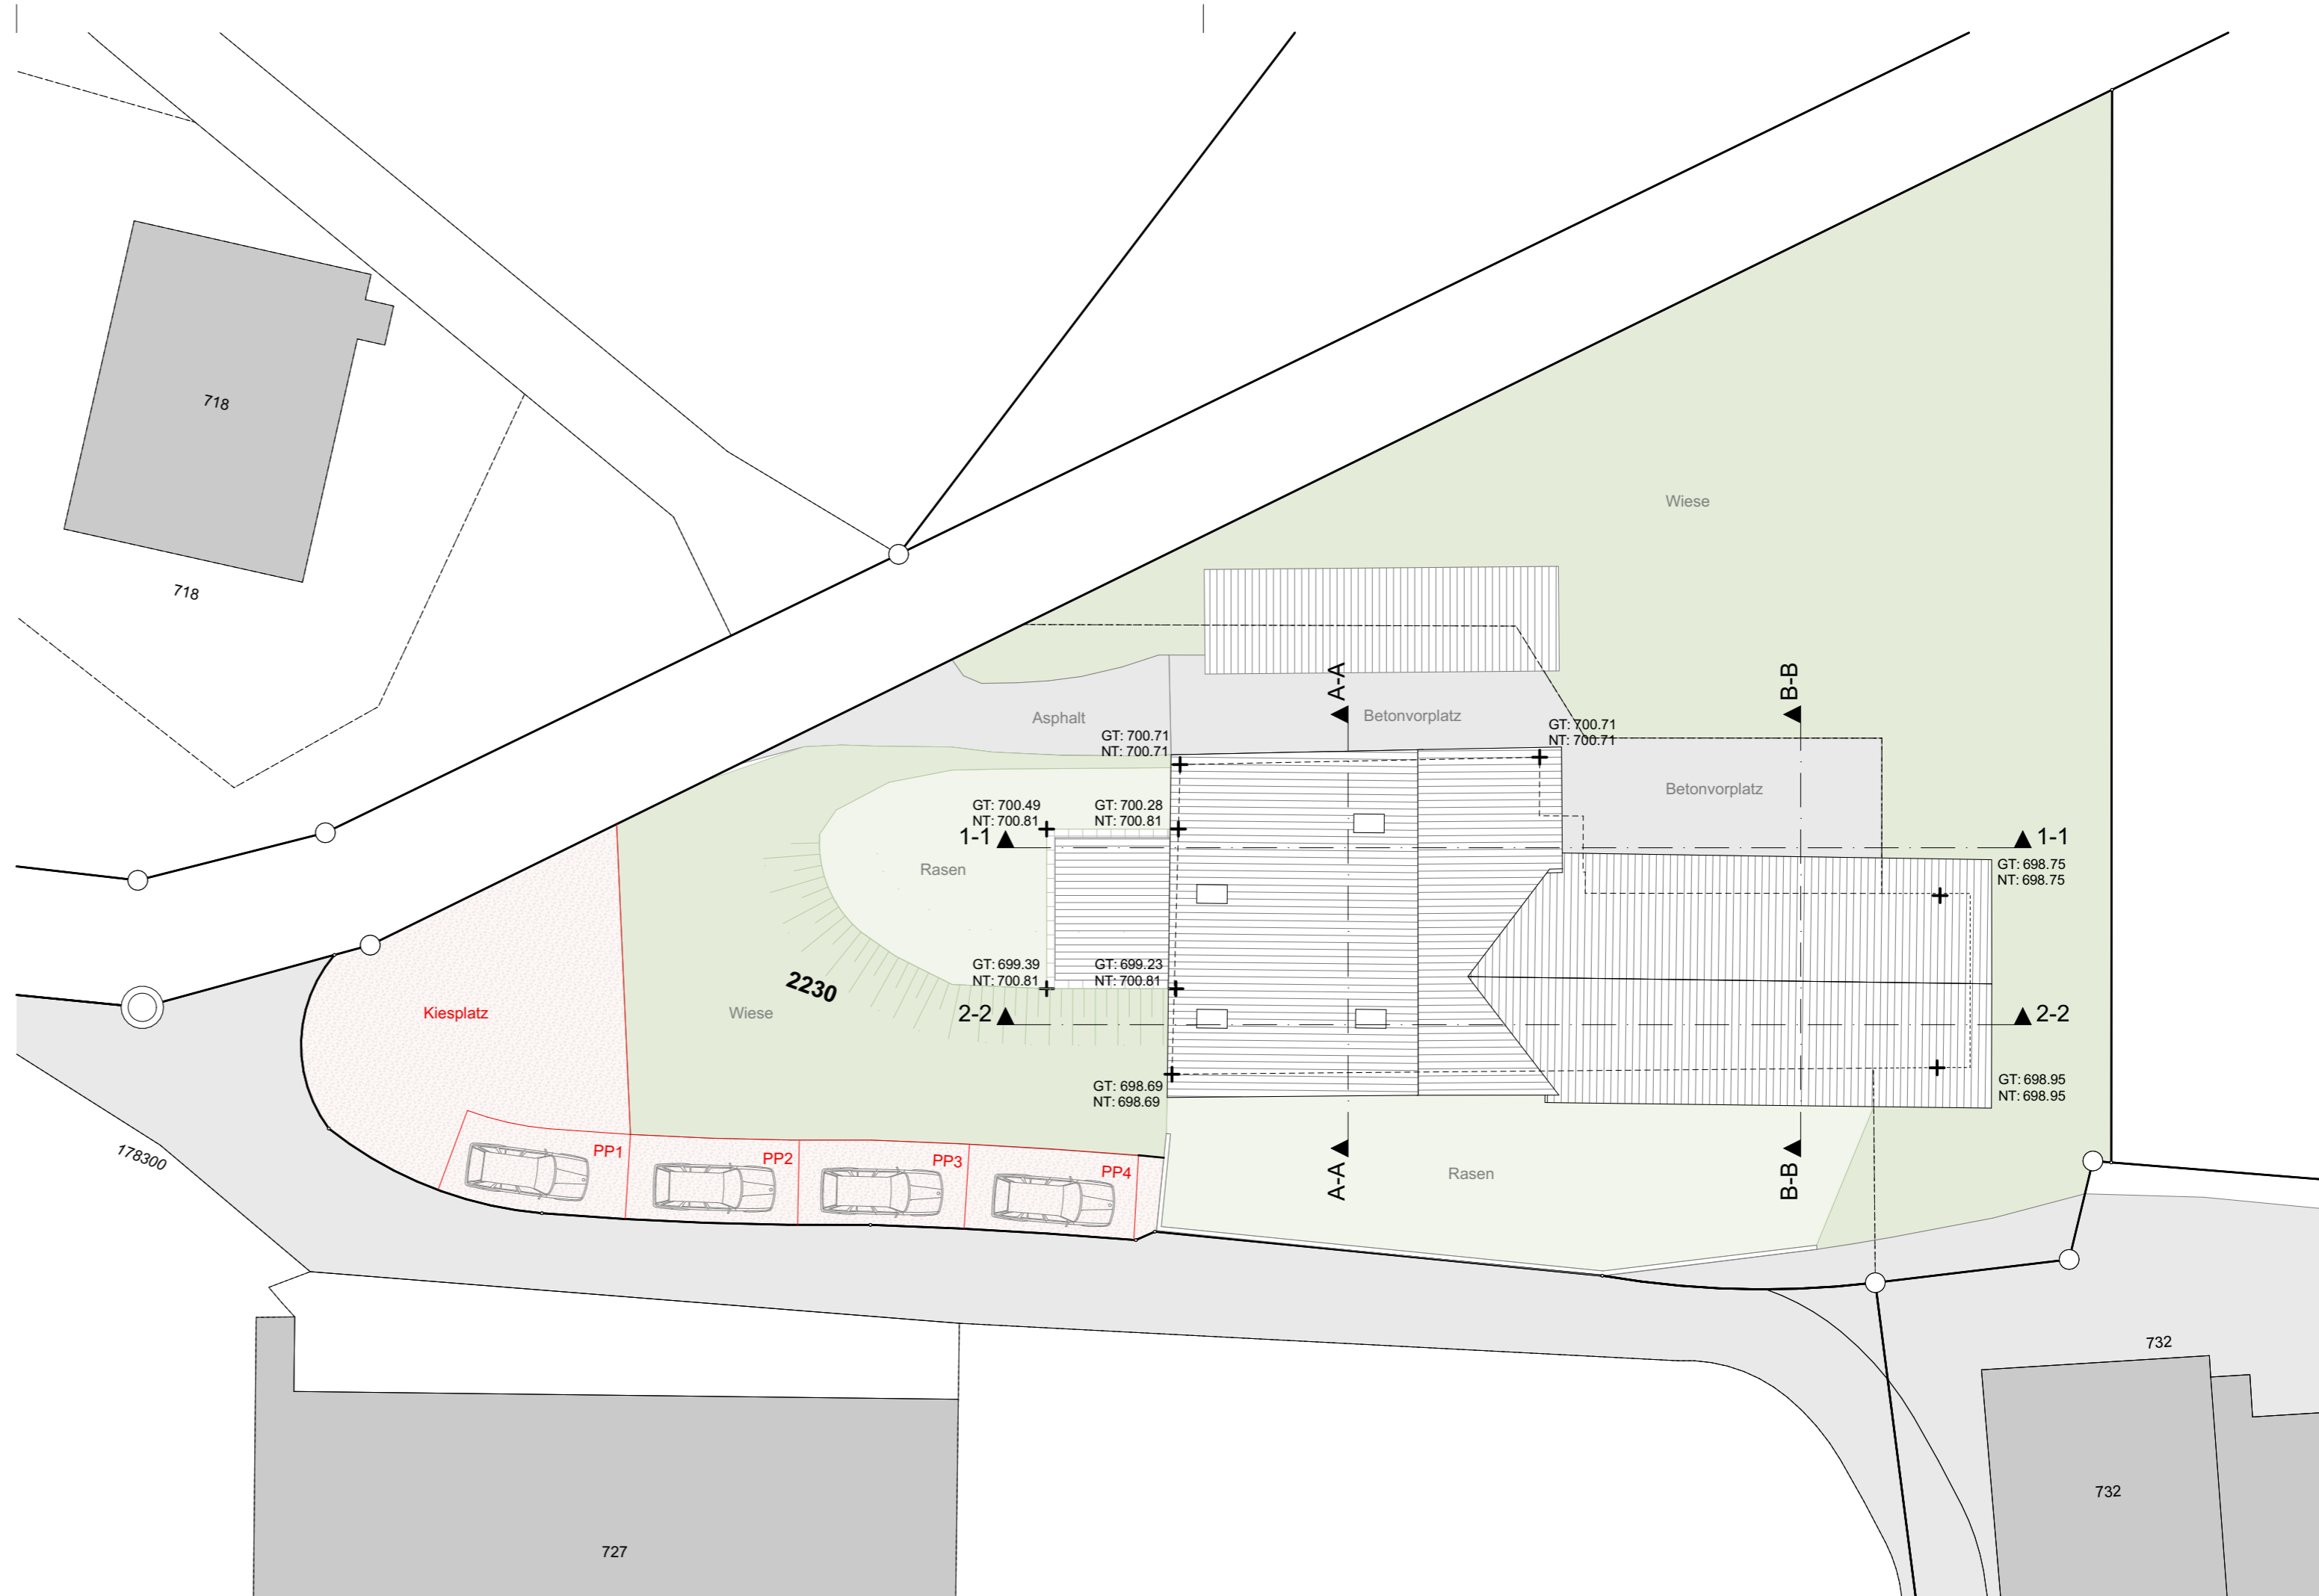 718
718
Wiese
A-A
B-B
Asphalt
Betonvorplatz
GT: 700.71
NT: 700.71
GT: 700.71
NT: 700.71
Betonvorplatz
GT: 700.49
NT: 700.81
GT: 700.28
NT: 700.81
1-1
1-1
GT: 698.75
NT: 698.75
Rasen
GT: 699.39
NT: 700.81
GT: 699.23
NT: 700.81
2230
Kiesplatz
Wiese
2-2
2-2
GT: 698.69
NT: 698.69
GT: 698.95
NT: 698.95
178300
PP1
PP2
PP3
PP4
A-A
Rasen
B-B
732
732
727